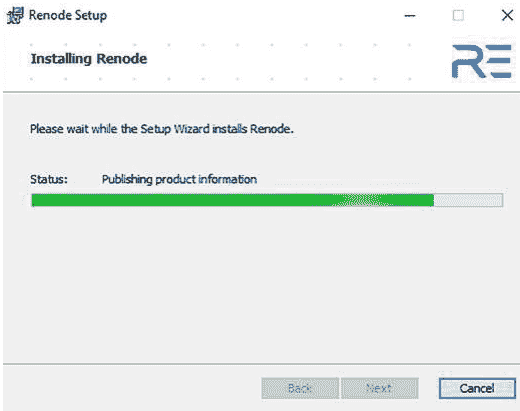 Renode Setup
Installing Renode
RE
Please wait while the Setup Wizard installs Renode.
Status: Publishing product information
Back Next Cancel